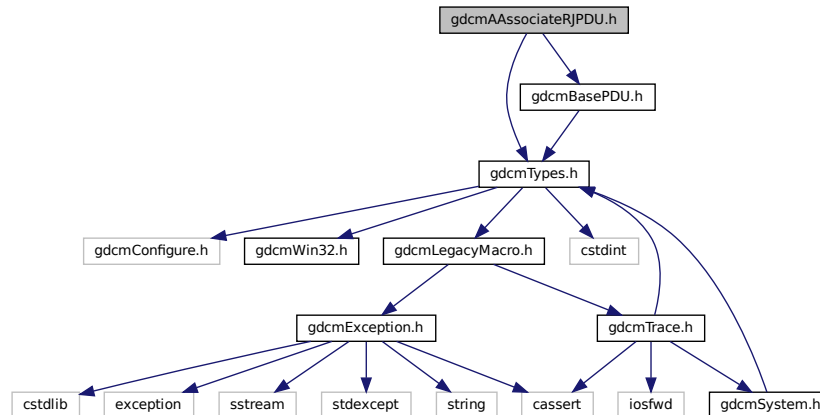 gdcmAAssociateRJPDU.h
gdcmBasePDU.h
gdcmTypes.h
gdcmConfigure.h
gdcmWin32.h
gdcmLegacyMacro.h
cstdint
gdcmException.h
gdcmTrace.h
cstdlib
exception
sstream
stdexcept
string
cassert
iosfwd
gdcmSystem.h